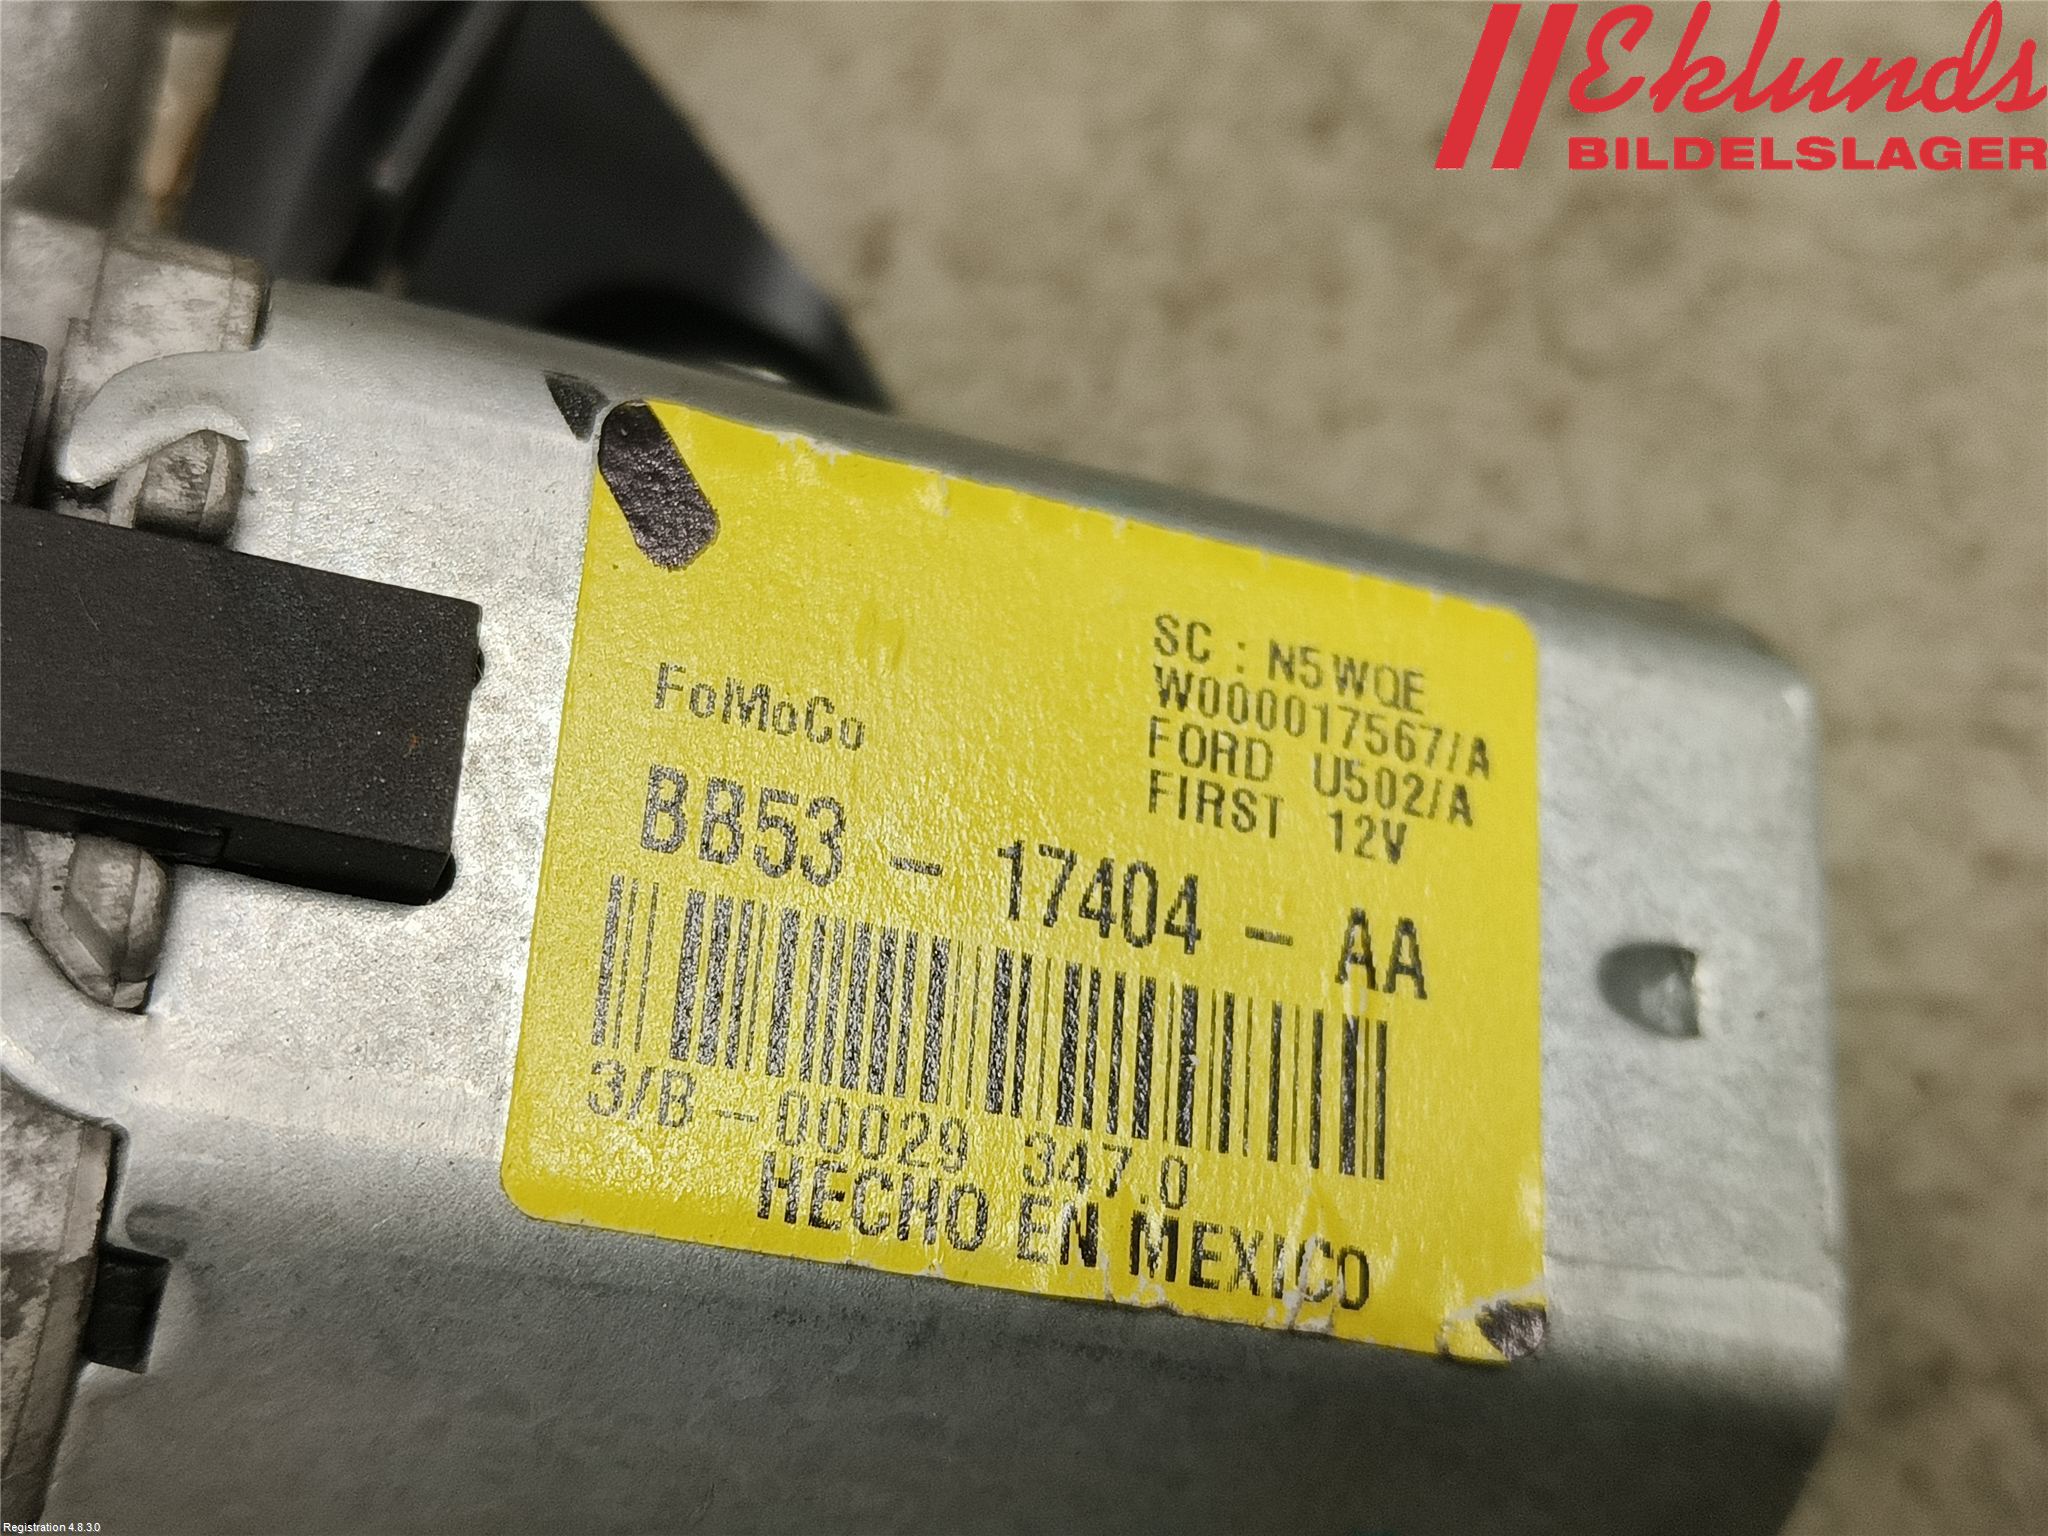 Eklunds
BILDELSLAGER
SC : N5WQE
W000017567/A
FORD U502/A
FIRST 12V
FoMoCo
BB53 - 17404 - AA
3/B - 00029 347.0
HECHO EN MEXICO
Registration 4.8.3.0